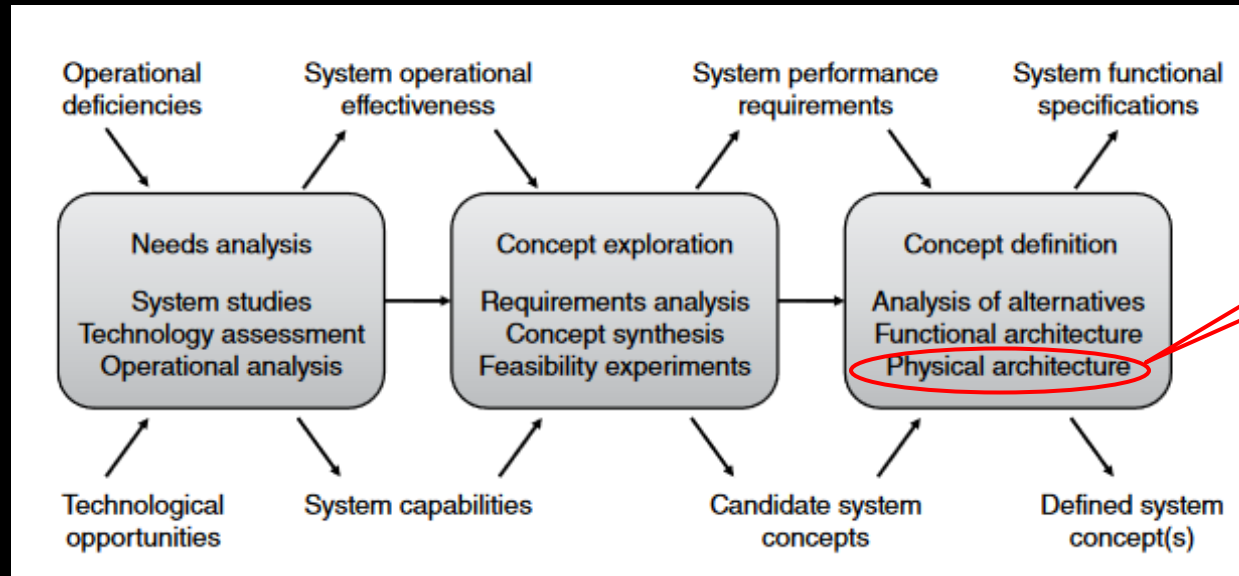 Operational
deficiencies
System operational
effectiveness
System performance
requirements
System functional
specifications
Needs analysis
System studies
Technology assessment
Operational analysis
Concept exploration
Requirements analysis
Concept synthesis
Feasibility experiments
Concept definition
Analysis of alternatives
Functional architecture
Physical architecture
Technological
opportunities
System capabilities
Candidate system
concepts
Defined system
concept(s)